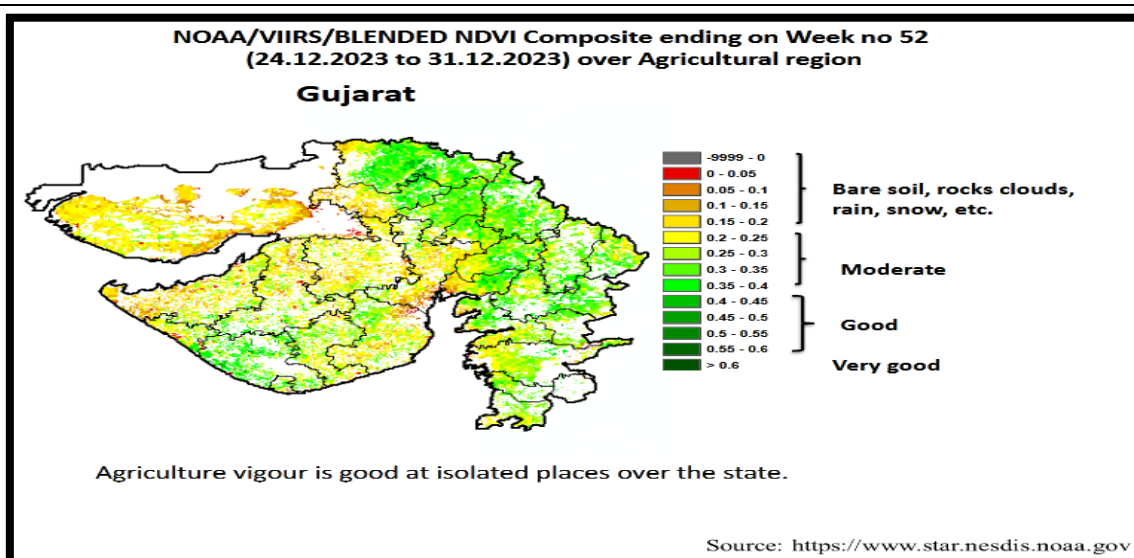 NOAA/VIIRS/BLENDED NDVI Composite ending on Week no 52
(24.12.2023 to 31.12.2023) over Agricultural region
Gujarat
-9999 - 0
0 - 0.05
0.05 - 0.1
0.1 - 0.15
0.15 - 0.2
0.2 - 0.25
0.25 - 0.3
0.3 - 0.35
0.35 - 0.4
0.4 - 0.45
0.45 - 0.5
0.5 - 0.55
0.55 - 0.6
> 0.6
Bare soil, rocks clouds,
rain, snow, etc.
Moderate
Good
Very good
Agriculture vigour is good at isolated places over the state.
Source: https://www.star.nesdis.noaa.gov